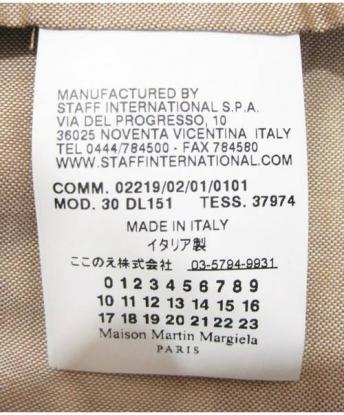 MANUFACTURED BY
STAFF INTERNATIONAL S.P.A.
VIA DEL PROGRESSO, 10
36025 NOVENTA VICENTINA ITALY
TEL 0444/784500 - FAX 784580
WWW.STAFFINTERNATIONAL.COM
COMM. 02219/02/01/0101
MOD. 30 DL151 TESS. 37974
MADE IN ITALY
イタリア製
ここのえ株式会社 03-5794-9931
0 1 2 3 4 5 6 7 8 9
10 11 12 13 14 15 16
17 18 19 20 21 22 23
Maison Martin Margiela
PARIS